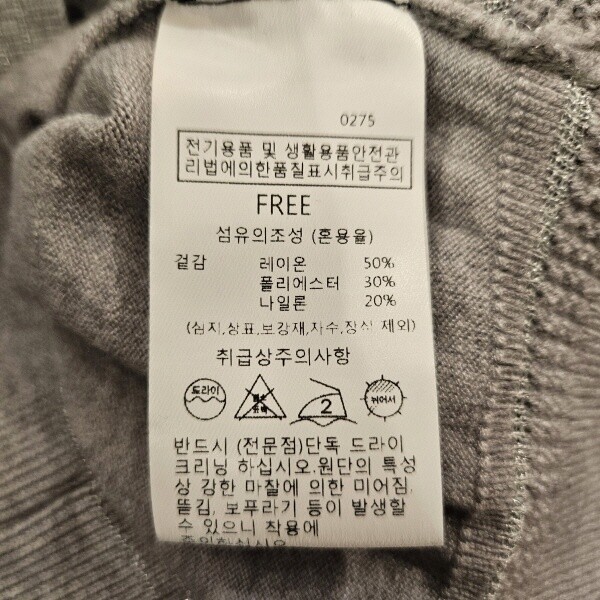 0275
전기용품 및 생활용품안전관
리법에의한품질표시취급주의
FREE
섬유의조성 (혼용율)
겉감 레이온 50%
폴리에스터 30%
나일론 20%
(심지,상표,보강재,자수,장식 제외)
취급상주의사항
드라이 2 뉘어서
반드시 (전문점)단독 드라이
크리닝 하십시오.원단의 특성
상 강한 마찰에 의한 미어짐,
뜯김, 보푸라기 등이 발생할
수 있으니 착용에